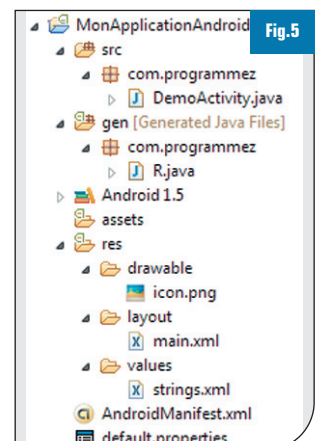 MonApplicationAndroid
Fig.5
src
com.programmez
DemoActivity.java
gen [Generated Java Files]
com.programmez
R.java
Android 1.5
assets
res
drawable
icon.png
layout
main.xml
values
strings.xml
AndroidManifest.xml
default.properties